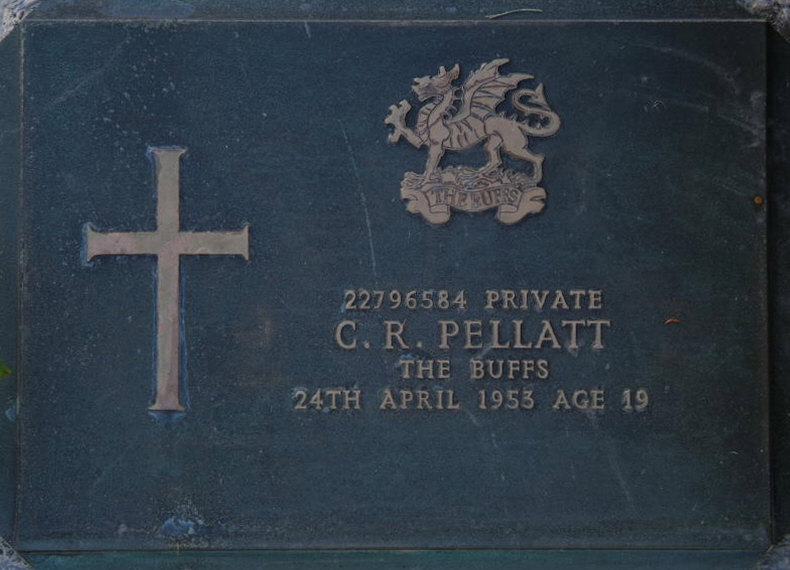 THE BUFFS
22796584 PRIVATE
C. R. PELLATT
THE BUFFS
24TH APRIL 1953 AGE 19